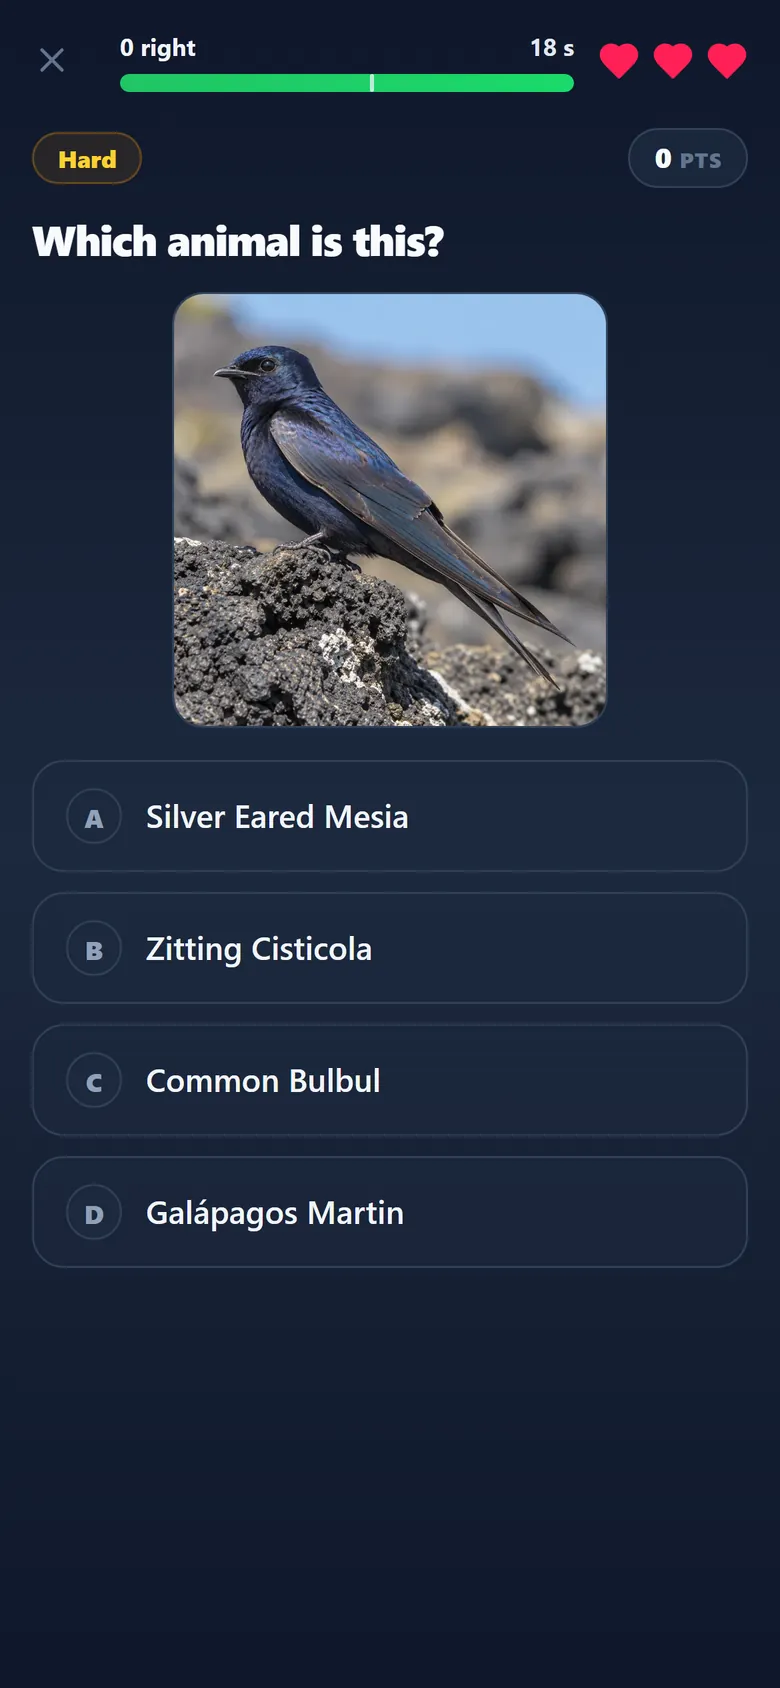 0 right
18 s
Hard
0 PTS
Which animal is this?
A Silver Eared Mesia
B Zitting Cisticola
C Common Bulbul
D Galápagos Martin